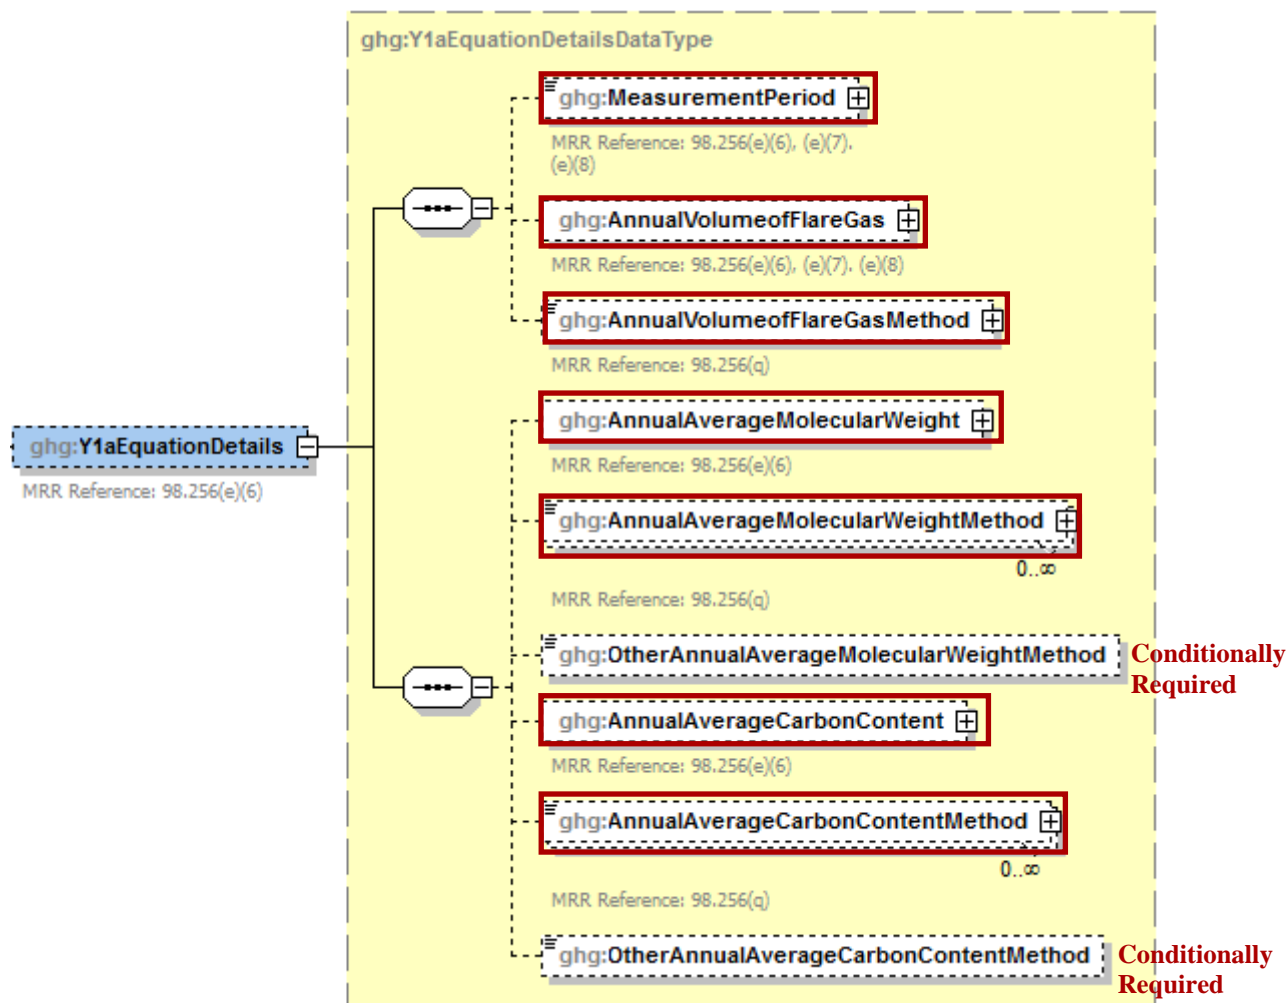 ghg:Y1aEquationDetailsDataType
ghg:MeasurementPeriod
MRR Reference: 98.256(e)(6), (e)(7).
(e)(8)
ghg:AnnualVolumeofFlareGas
MRR Reference: 98.256(e)(6), (e)(7). (e)(8)
ghg:AnnualVolumeofFlareGasMethod
MRR Reference: 98.256(q)
ghg:AnnualAverageMolecularWeight
MRR Reference: 98.256(e)(6)
ghg:Y1aEquationDetails
MRR Reference: 98.256(e)(6)
ghg:AnnualAverageMolecularWeightMethod
0..∞
MRR Reference: 98.256(q)
ghg:OtherAnnualAverageMolecularWeightMethod
Conditionally
Required
ghg:AnnualAverageCarbonContent
MRR Reference: 98.256(e)(6)
ghg:AnnualAverageCarbonContentMethod
0..∞
MRR Reference: 98.256(q)
ghg:OtherAnnualAverageCarbonContentMethod
Conditionally
Required